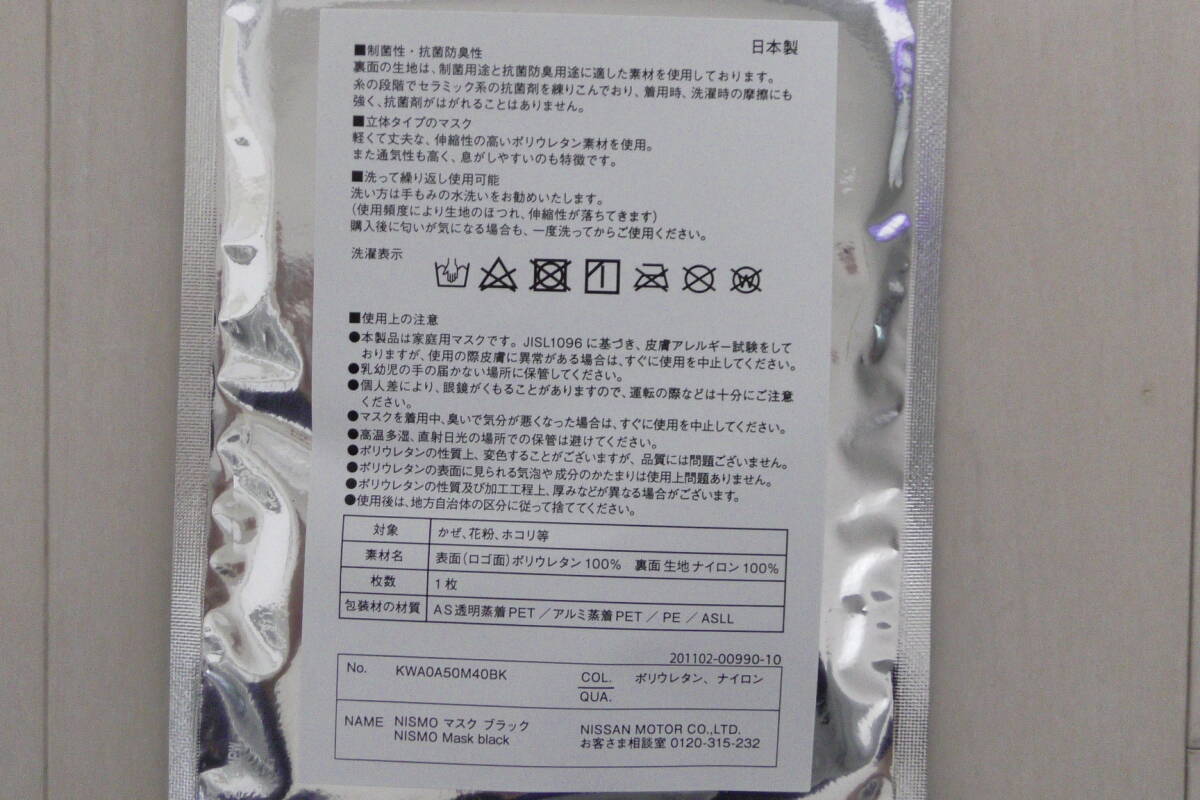 日本製
■制菌性・抗菌防臭性
裏面の生地は、制菌用途と抗菌防臭用途に適した素材を使用しております。
糸の段階でセラミック系の抗菌剤を練りこんでおり、着用時、洗濯時の摩擦にも
強く、抗菌剤がはがれることはありません。
■立体タイプのマスク
軽くて丈夫な、伸縮性の高いポリウレタン素材を使用。
また通気性も高く、息がしやすいのも特徴です。
■洗って繰り返し使用可能
洗い方は手もみの水洗いをお勧めいたします。
(使用頻度により生地のほつれ、伸縮性が落ちてきます)
購入後に匂いが気になる場合も、一度洗ってからご使用ください。
洗濯表示
W
■使用上の注意
●本製品は家庭用マスクです。JISL1096に基づき、皮膚アレルギー試験をして
おりますが、使用の際皮膚に異常がある場合は、すぐに使用を中止してください。
●乳幼児の手の届かない場所に保管してください。
●個人差により、眼鏡がくもることがありますので、運転の際などは十分にご注意
ください。
●マスクを着用中、臭いで気分が悪くなった場合は、すぐに使用を中止してください。
●高温多湿、直射日光の場所での保管は避けてください。
●ポリウレタンの性質上、変色することがございますが、品質には問題ございません。
●ポリウレタンの表面に見られる気泡や成分のかたまりは使用上問題ありません。
●ポリウレタンの性質及び加工工程上、厚みなどが異なる場合がございます。
●使用後は、地方自治体の区分に従って捨ててください。
対象 かぜ、花粉、ホコリ等
素材名 表面(ロゴ面)ポリウレタン100% 裏面 生地 ナイロン100%
枚数 1枚
包装材の材質 AS透明蒸着PET／アルミ蒸着PET／PE／ASLL
201102-00990-10
No. KWA0A50M40BK COL. QUA. ポリウレタン、ナイロン
NAME NISMO マスク ブラック NISSAN MOTOR CO.,LTD.
NISMO Mask black お客さま相談室 0120-315-232